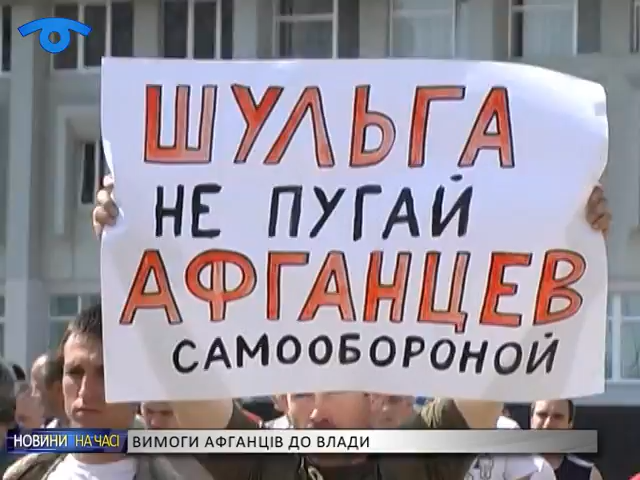 ШУЛЬГА
НЕ ПУГАЙ
АФГАНЦЕВ
САМООБОРОНОЙ
НОВИНИ НА ЧАСІ ВИМОГИ АФГАНЦІВ ДО ВЛАДИ